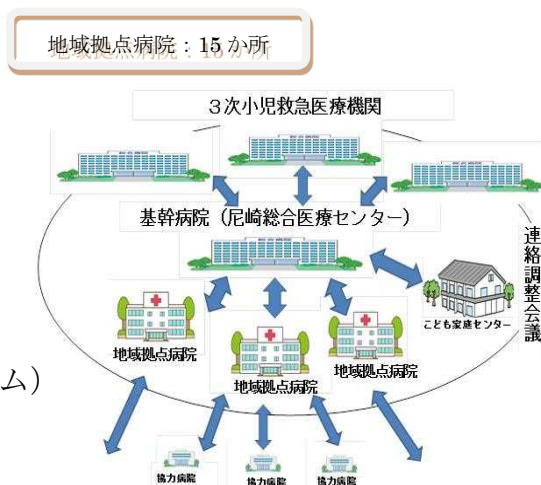 地域拠点病院：15 か所
3次小児救急医療機関
基幹病院（尼崎総合医療センター）
連絡調整会議
こども家庭センター
地域拠点病院
地域拠点病院
地域拠点病院
ム）
協力病院
協力病院
協力病院